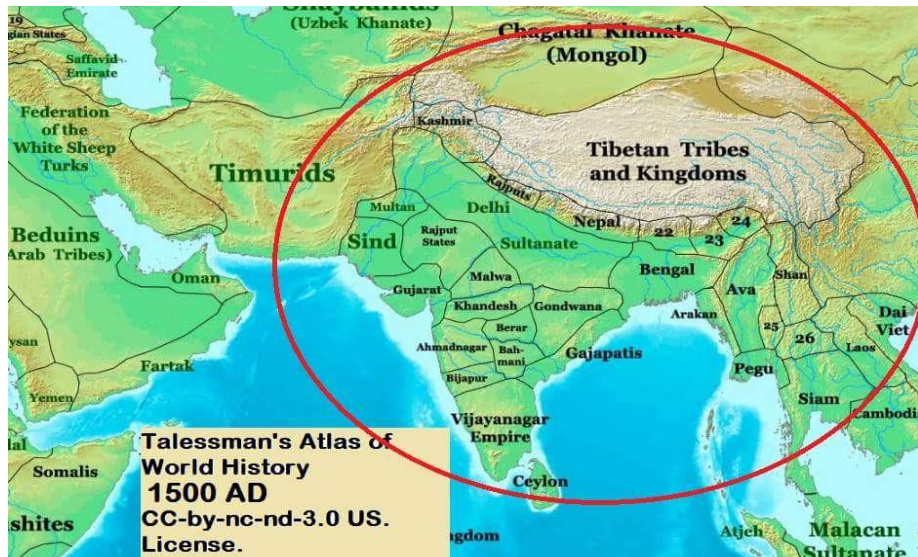 Shaybanids
(Uzbek Khanate)
Chagatai Khanate
(Mongol)
19
gian States
Saffavid
Emirate
Federation
of the
White Sheep
Turks
Timurids
Kashmir
Tibetan Tribes
and Kingdoms
Rajputs
Nepal
22
23
24
Multan
Delhi
Sultanate
Sind
Rajput
States
Beduins
Arab Tribes)
Oman
Gujarat
Malwa
Bengal
Khandesh
Gondwana
Berar
Ahmadnagar
Bah-
mani
Bijapur
Gajapatis
Arakan
Ava
Shan
25
26
Dai
Viet
Laos
Pegu
Siam
Cambodi
Fartak
ysan
Yemen
Vijayanagar
Empire
Ceylon
Somalis
shites
Talessman's Atlas of
World History
1500 AD
CC-by-nc-nd-3.0 US.
License.
gdom
Atjeh
Malacan
Sultanate